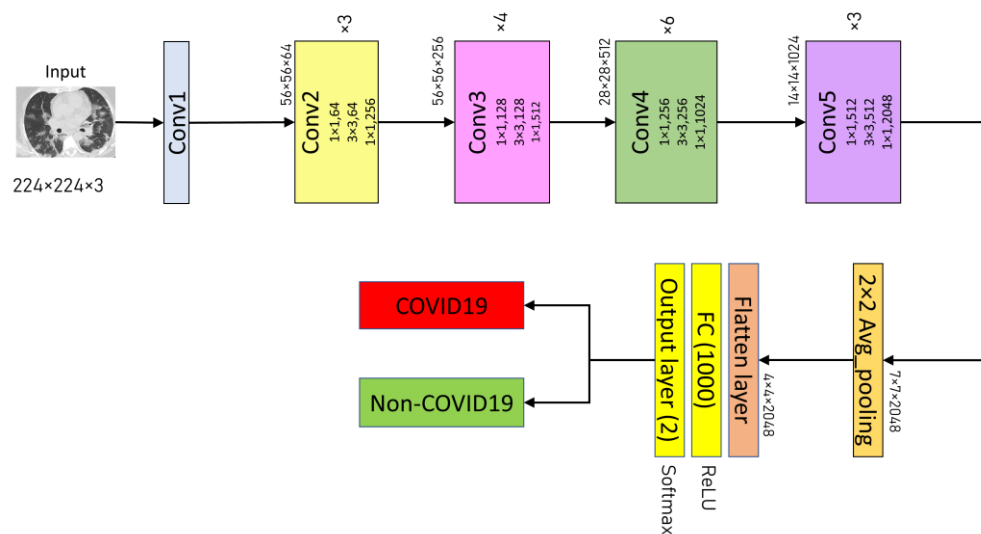 Input
224×224×3
Conv1
56×56×64
×3
Conv2
1×1,64
3×3,64
1×1,256
56×56×256
×4
Conv3
1×1,128
3×3,128
1×1,512
28×28×512
×6
Conv4
1×1,256
3×3,256
1×1,1024
14×14×1024
×3
Conv5
1×1,512
3×3,512
1×1,2048
7×7×2048
2×2 Avg_pooling
4×4×2048
Flatten layer
FC (1000)
ReLU
Output layer (2)
Softmax
COVID19
Non-COVID19